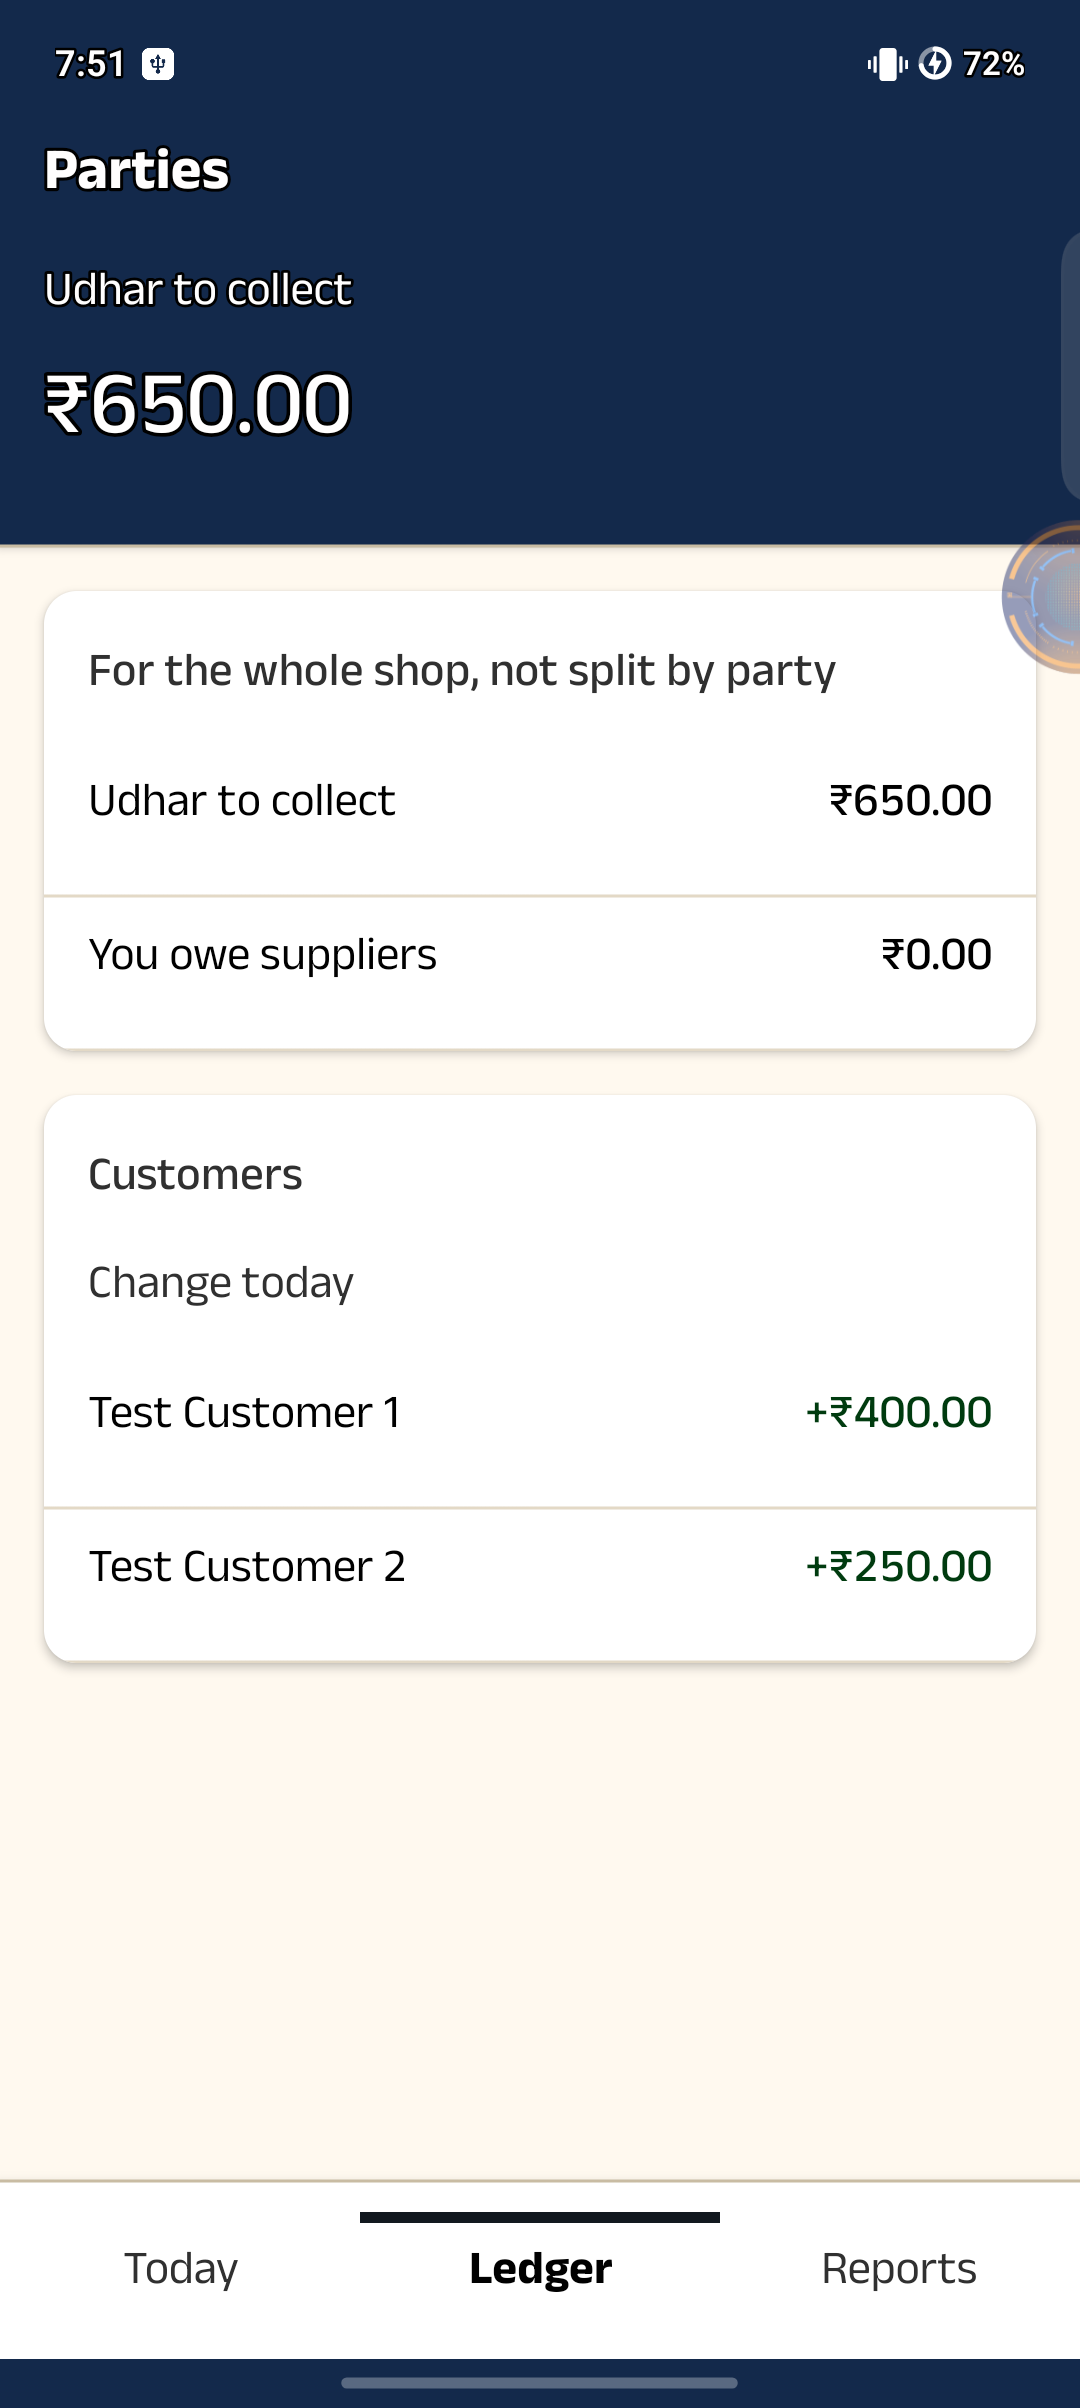 7:51
72%
Parties
Udhar to collect
₹650.00
For the whole shop, not split by party
Udhar to collect ₹650.00
You owe suppliers ₹0.00
Customers
Change today
Test Customer 1 +₹400.00
Test Customer 2 +₹250.00
Today Ledger Reports